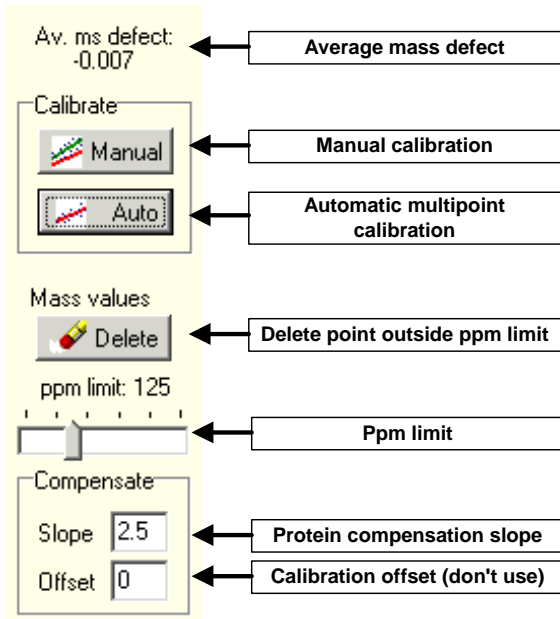 Av. ms defect:
-0.007
Average mass defect
Calibrate
Manual
Manual calibration
Auto
Automatic multipoint
calibration
Mass values
Delete
Delete point outside ppm limit
ppm limit: 125
Ppm limit
Compensate
Slope 2.5
Protein compensation slope
Offset 0
Calibration offset (don't use)